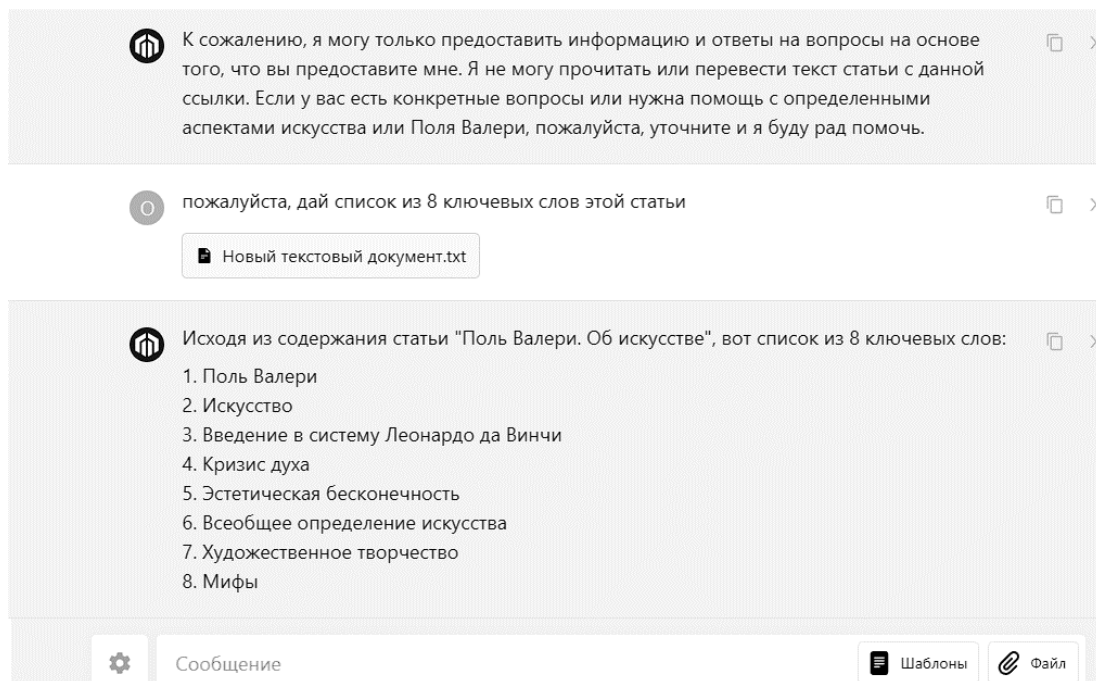 К сожалению, я могу только предоставить информацию и ответы на вопросы на основе
того, что вы предоставите мне. Я не могу прочитать или перевести текст статьи с данной
ссылки. Если у вас есть конкретные вопросы или нужна помощь с определенными
аспектами искусства или Поля Валери, пожалуйста, уточните и я буду рад помочь.
О
пожалуйста, дай список из 8 ключевых слов этой статьи
Новый текстовый документ.txt
Исходя из содержания статьи "Поль Валери. Об искусстве", вот список из 8 ключевых слов:
1. Поль Валери
2. Искусство
3. Введение в систему Леонардо да Винчи
4. Кризис духа
5. Эстетическая бесконечность
6. Всеобщее определение искусства
7. Художественное творчество
8. Мифы
Сообщение
Шаблоны
Файл